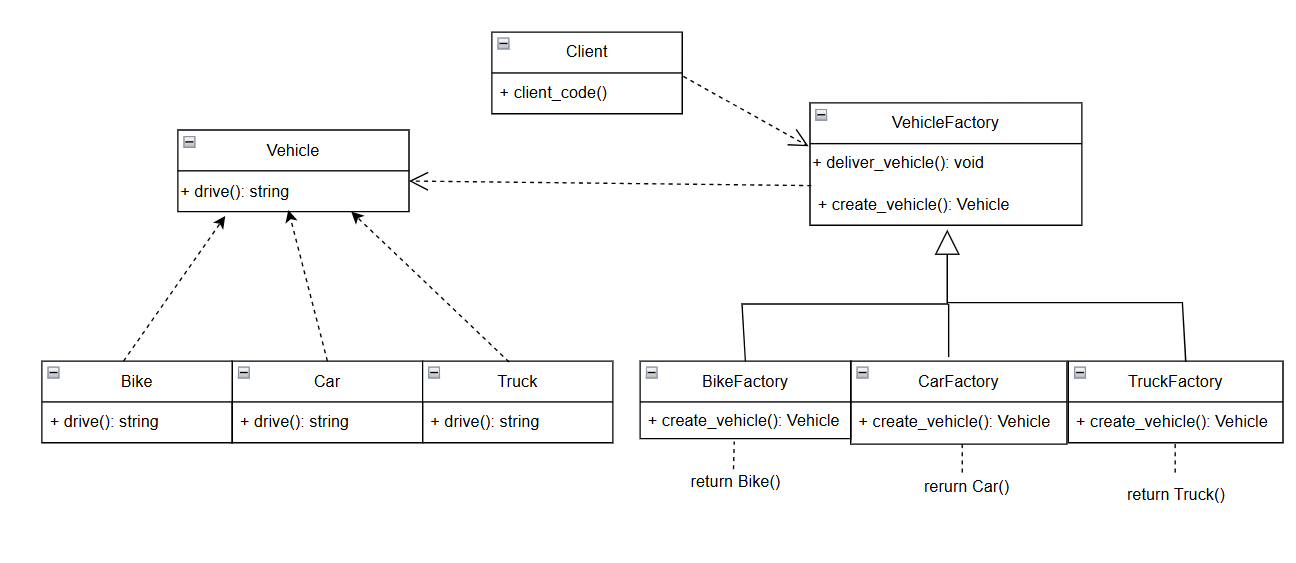 Client
+ client_code()
VehicleFactory
+ deliver_vehicle(): void
+ create_vehicle(): Vehicle
Vehicle
+ drive(): string
Bike
+ drive(): string
Car
+ drive(): string
Truck
+ drive(): string
BikeFactory
+ create_vehicle(): Vehicle
CarFactory
+ create_vehicle(): Vehicle
TruckFactory
+ create_vehicle(): Vehicle
return Bike()
rerurn Car()
return Truck()